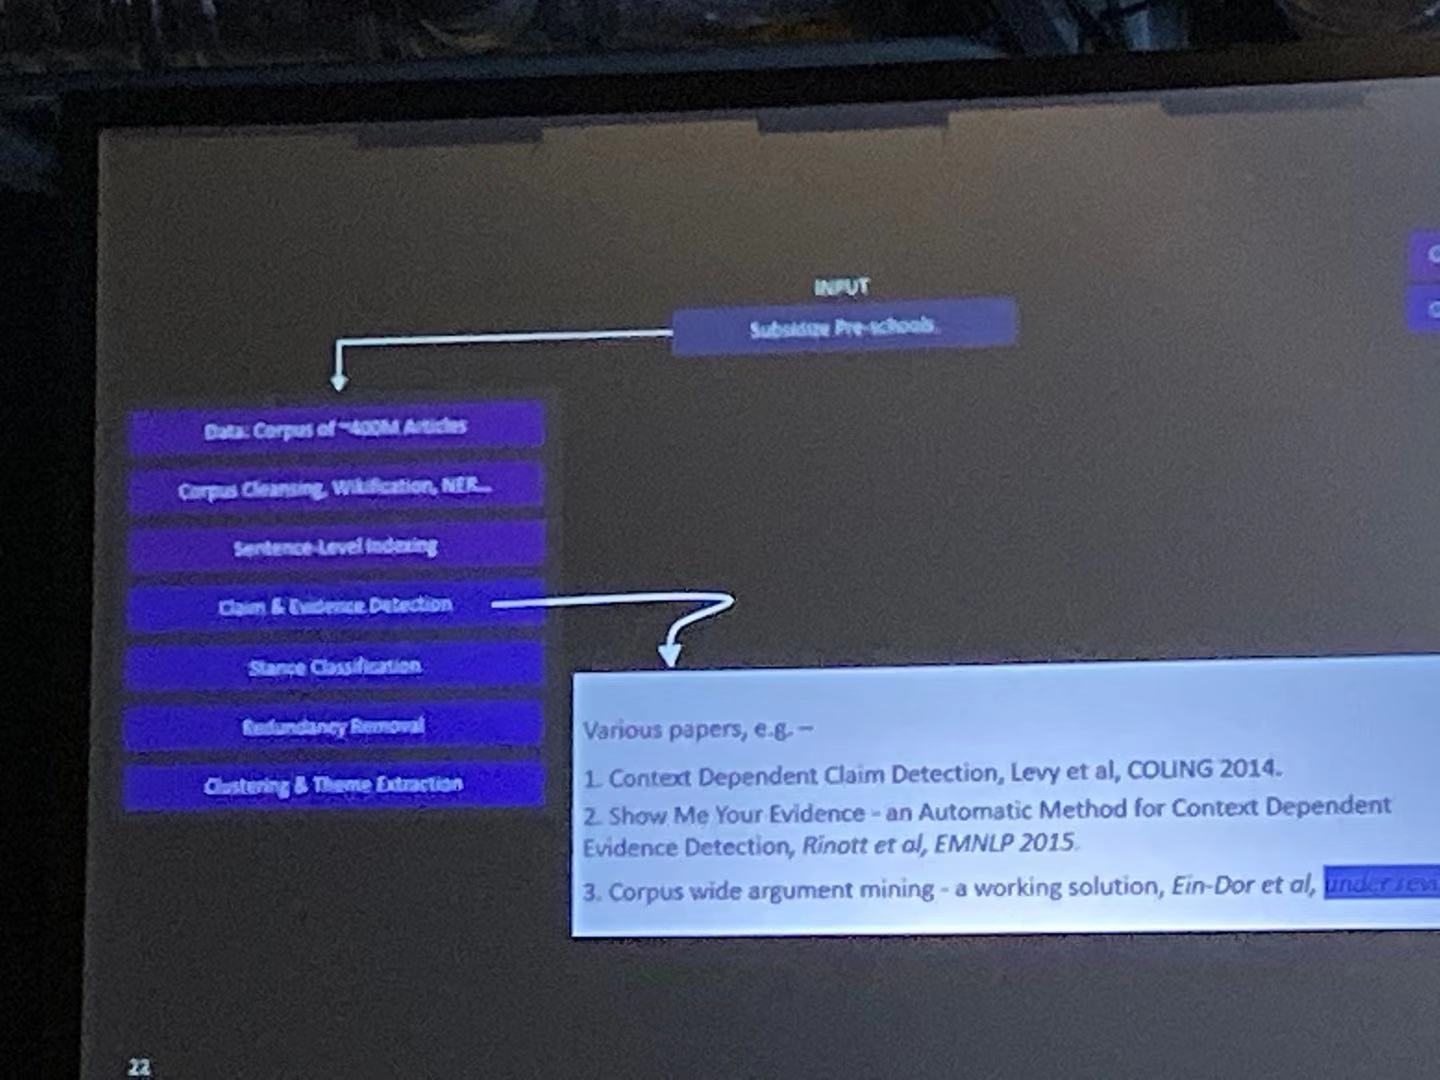 INPUT
Subsidize Pre-schools.
Data: Corpus of ~400M Articles
Corpus Cleansing, Wikification, NER...
Sentence-Level Indexing
Claim & Evidence Detection
Stance Classification
Redundancy Removal
Clustering & Theme Extraction
Various papers, e.g. –
1. Context Dependent Claim Detection, Levy et al, COLING 2014.
2. Show Me Your Evidence - an Automatic Method for Context Dependent
Evidence Detection, Rinott et al, EMNLP 2015.
3. Corpus wide argument mining - a working solution, Ein-Dor et al, under revi
22